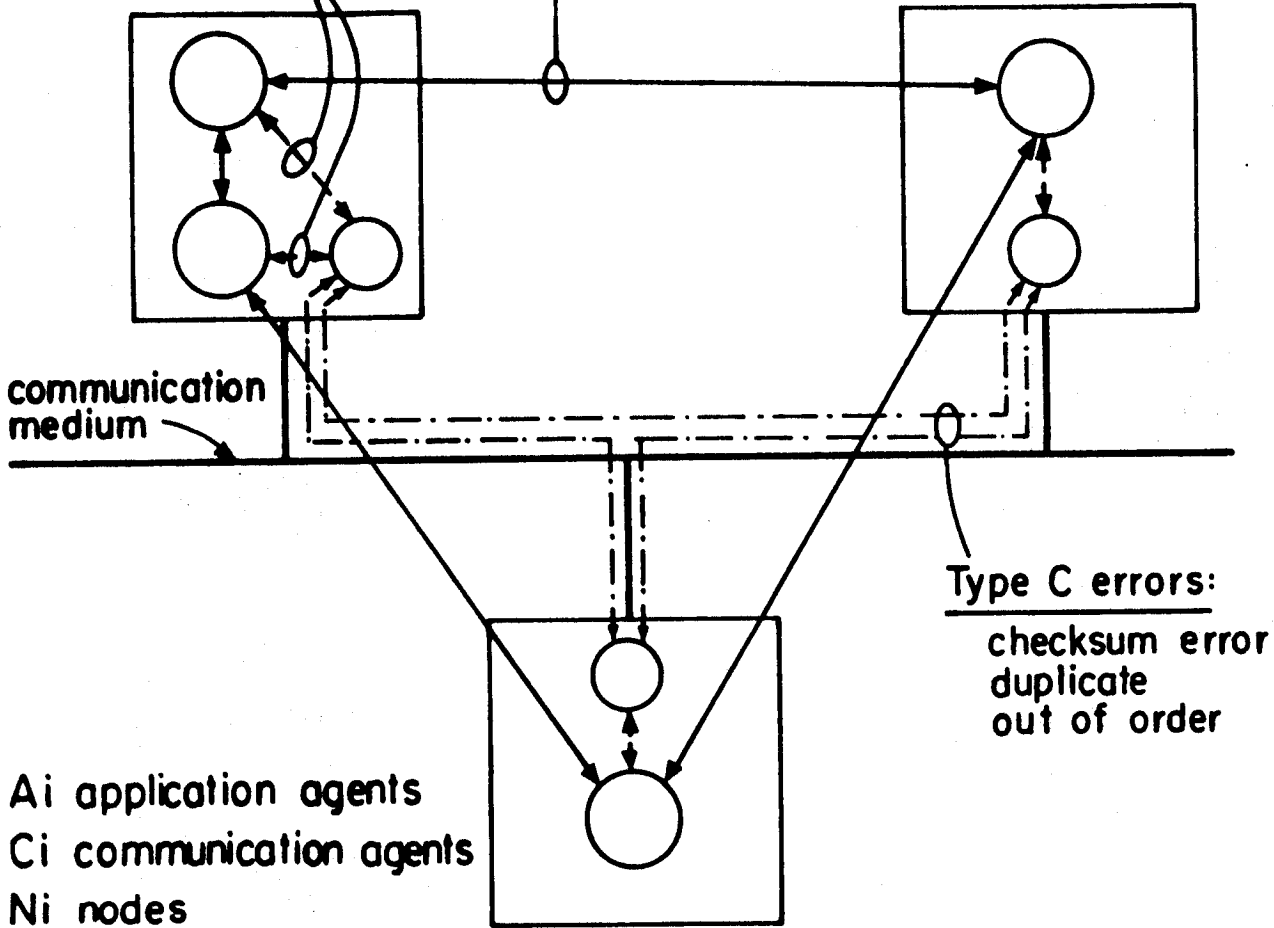 communication
medium
Type C errors:
checksum error
duplicate
out of order
Ai application agents
Ci communication agents
Ni nodes